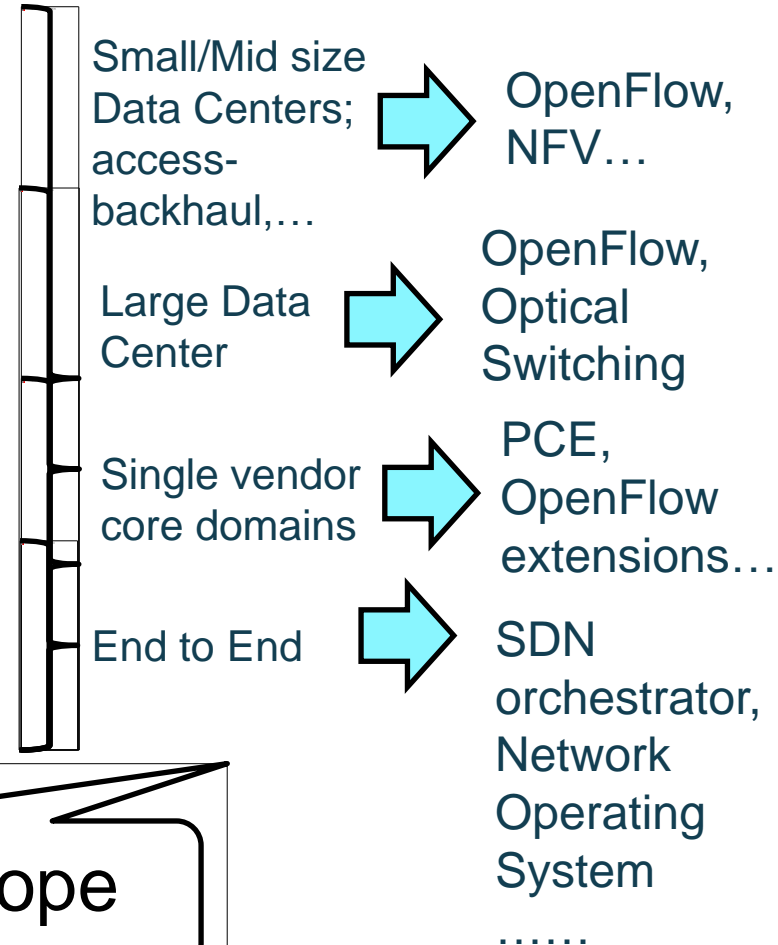 Small/Mid size
Data Centers;
access-
backhaul,…
OpenFlow,
NFV…
Large Data
Center
OpenFlow,
Optical
Switching
Single vendor
core domains
PCE,
OpenFlow
extensions…
End to End
SDN
orchestrator,
Network
Operating
System
……
ope